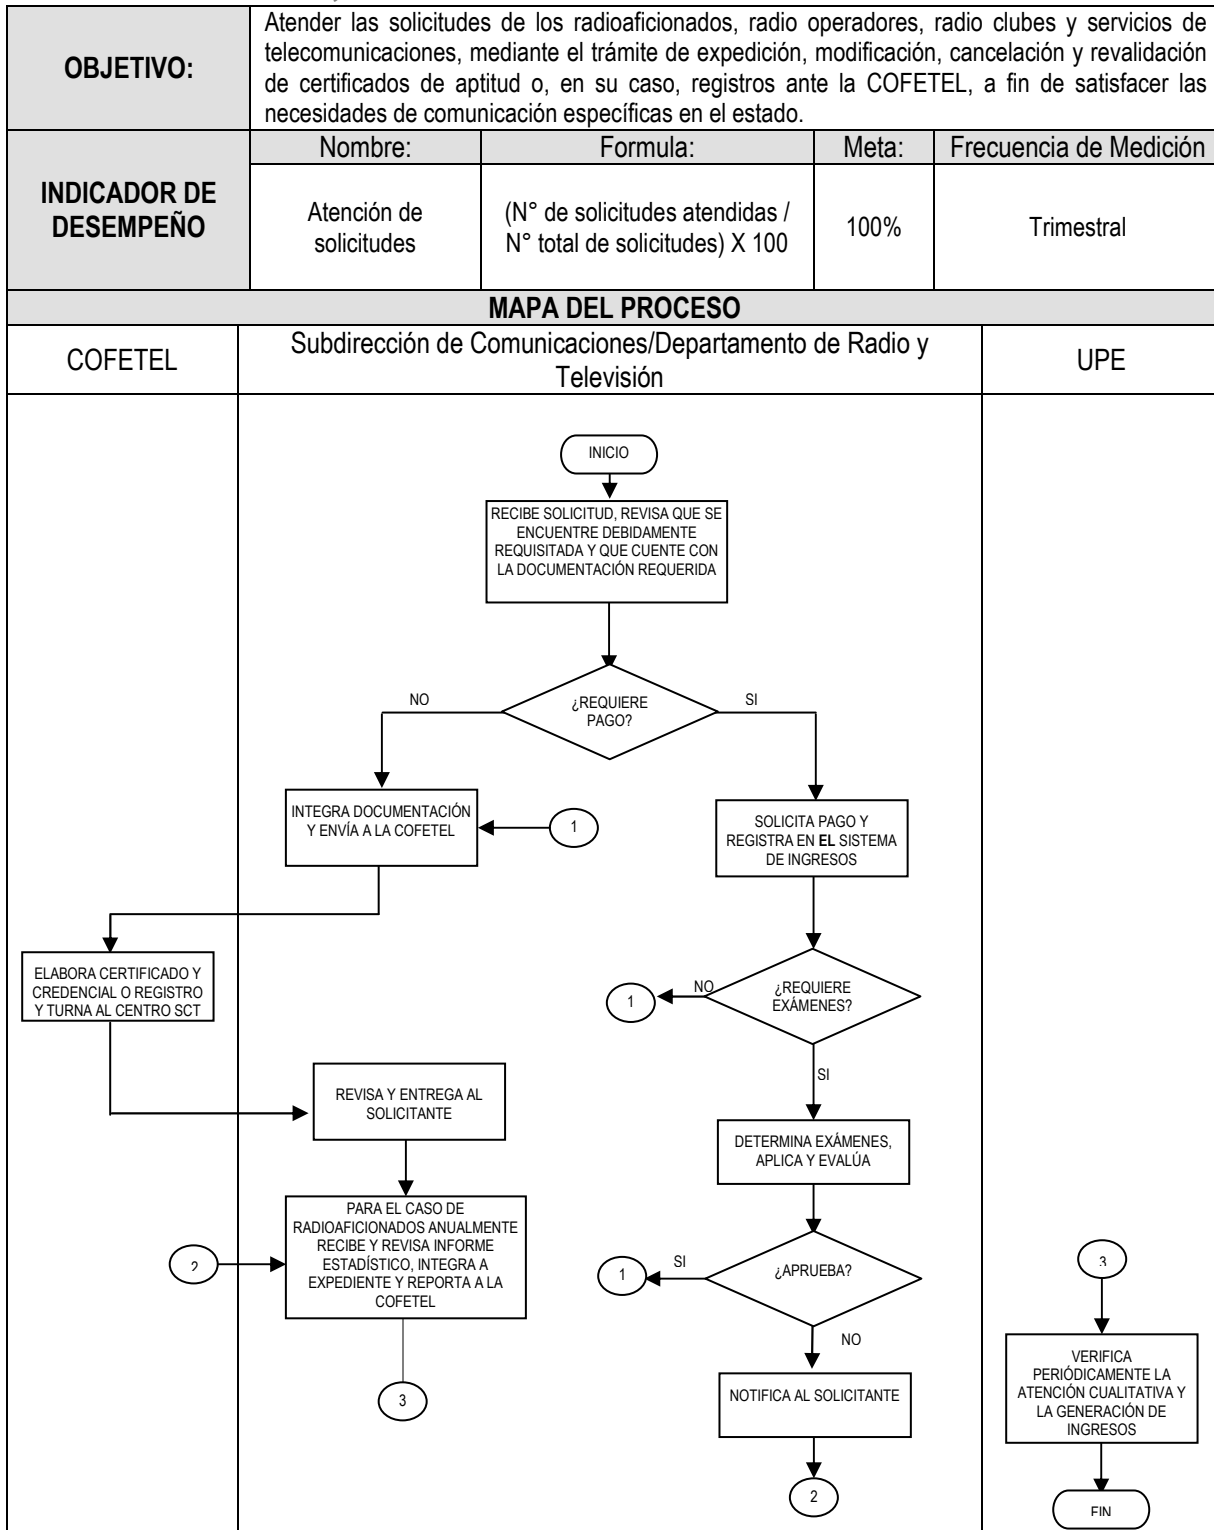 OBJETIVO:
Atender las solicitudes de los radioaficionados, radio operadores, radio clubes y servicios de
telecomunicaciones, mediante el trámite de expedición, modificación, cancelación y revalidación
de certificados de aptitud o, en su caso, registros ante la COFETEL, a fin de satisfacer las
necesidades de comunicación específicas en el estado.
INDICADOR DE
DESEMPEÑO
Nombre:
Formula:
Meta:
Frecuencia de Medición
Atención de
solicitudes
(N° de solicitudes atendidas /
N° total de solicitudes) X 100
100%
Trimestral
MAPA DEL PROCESO
COFETEL
Subdirección de Comunicaciones/Departamento de Radio y
Televisión
UPE
INICIO
RECIBE SOLICITUD, REVISA QUE SE
ENCUENTRE DEBIDAMENTE
REQUISITADA Y QUE CUENTE CON
LA DOCUMENTACIÓN REQUERIDA
¿REQUIERE
PAGO?
NO
SI
INTEGRA DOCUMENTACIÓN
Y ENVÍA A LA COFETEL
1
SOLICITA PAGO Y
REGISTRA EN EL SISTEMA
DE INGRESOS
ELABORA CERTIFICADO Y
CREDENCIAL O REGISTRO
Y TURNA AL CENTRO SCT
¿REQUIERE
EXÁMENES?
NO
1
SI
REVISA Y ENTREGA AL
SOLICITANTE
DETERMINA EXÁMENES,
APLICA Y EVALÚA
PARA EL CASO DE
RADIOAFICIONADOS ANUALMENTE
RECIBE Y REVISA INFORME
ESTADÍSTICO, INTEGRA A
EXPEDIENTE Y REPORTA A LA
COFETEL
2
¿APRUEBA?
SI
1
NO
3
NOTIFICA AL SOLICITANTE
2
3
VERIFICA
PERIÓDICAMENTE LA
ATENCIÓN CUALITATIVA Y
LA GENERACIÓN DE
INGRESOS
FIN